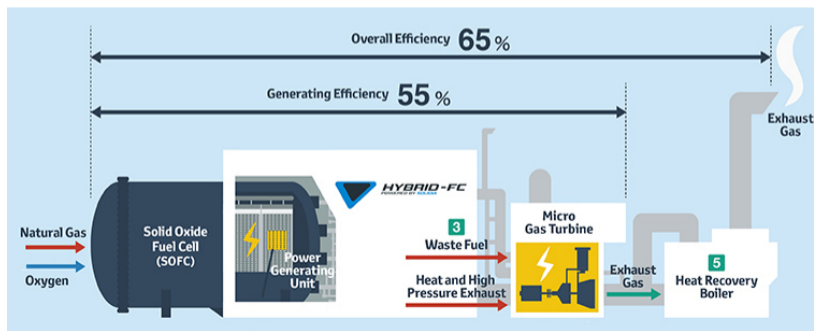 Overall Efficiency 65 %
Generating Efficiency 55 %
Exhaust
Gas
HYBRID-FC
Natural Gas
Oxygen
Solid Oxide
Fuel Cell
(SOFC)
Power
Generating
Unit
3
Waste Fuel
Heat and High
Pressure Exhaust
Micro
Gas Turbine
Exhaust
Gas
5
Heat Recovery
Boiler